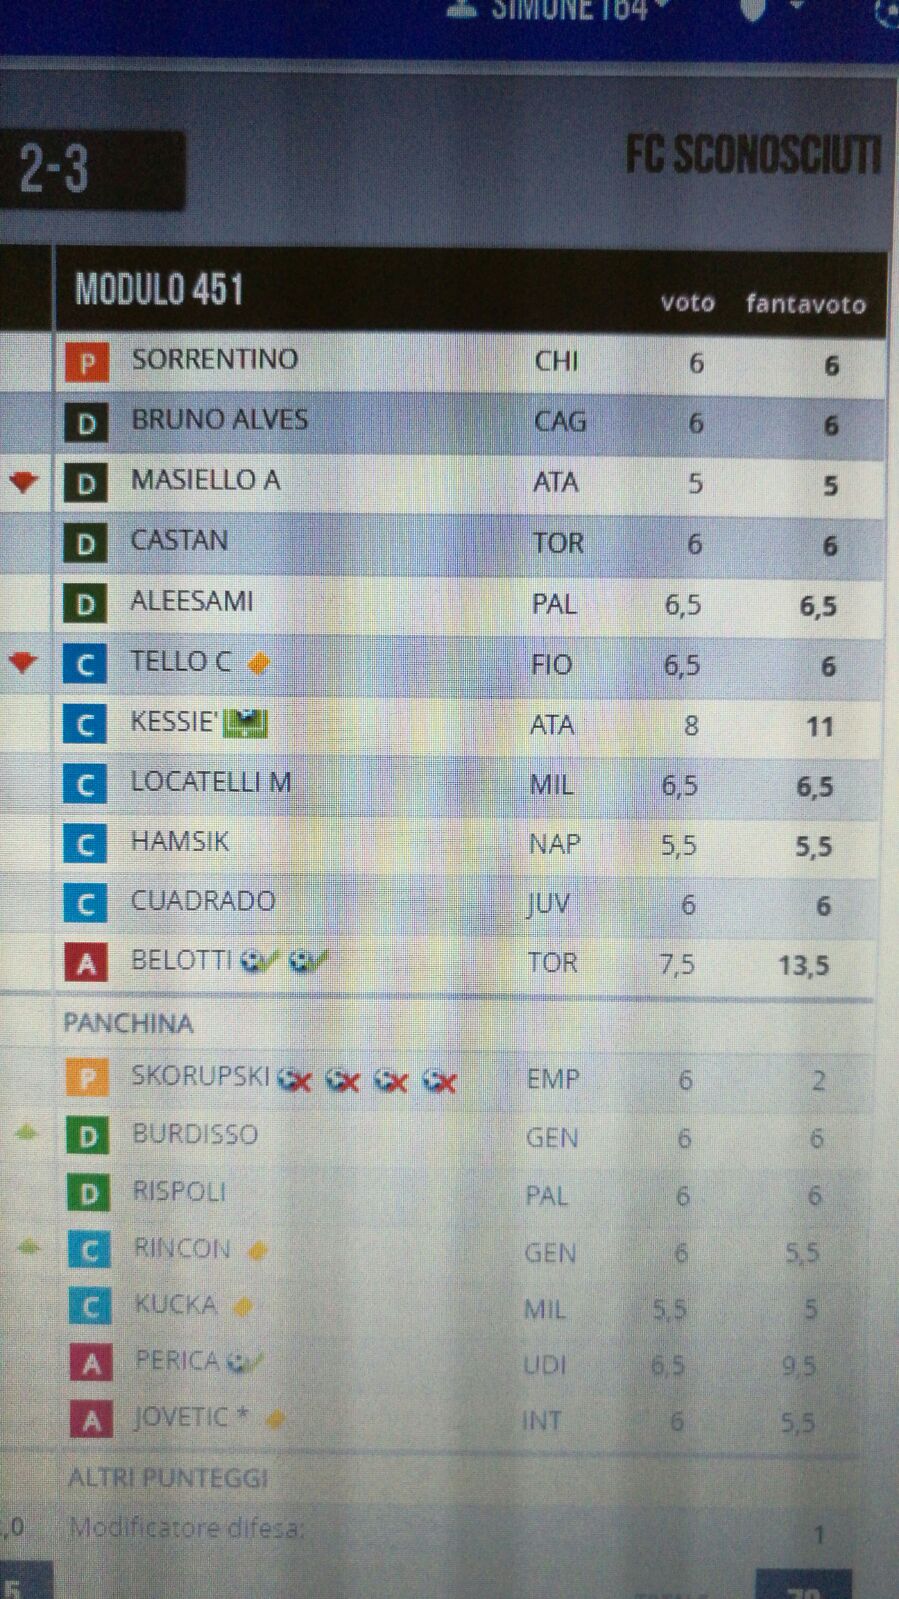 SIMONE164
2-3
FC SCONOSCIUTI
MODULO 451 voto fantavoto
P SORRENTINO CHI 6 6
D BRUNO ALVES CAG 6 6
D MASIELLO A ATA 5 5
D CASTAN TOR 6 6
D ALEESAMI PAL 6,5 6,5
C TELLO C FIO 6,5 6
C KESSIE' ATA 8 11
C LOCATELLI M MIL 6,5 6,5
C HAMSIK NAP 5,5 5,5
C CUADRADO JUV 6 6
A BELOTTI TOR 7,5 13,5
PANCHINA
P SKORUPSKI EMP 6 2
D BURDISSO GEN 6 6
D RISPOLI PAL 6 6
C RINCON GEN 6 5,5
C KUCKA MIL 5,5 5
A PERICA UDI 6,5 9,5
A JOVETIC * INT 6 5,5
ALTRI PUNTEGGI
,0 Modificatore difesa: 1
5